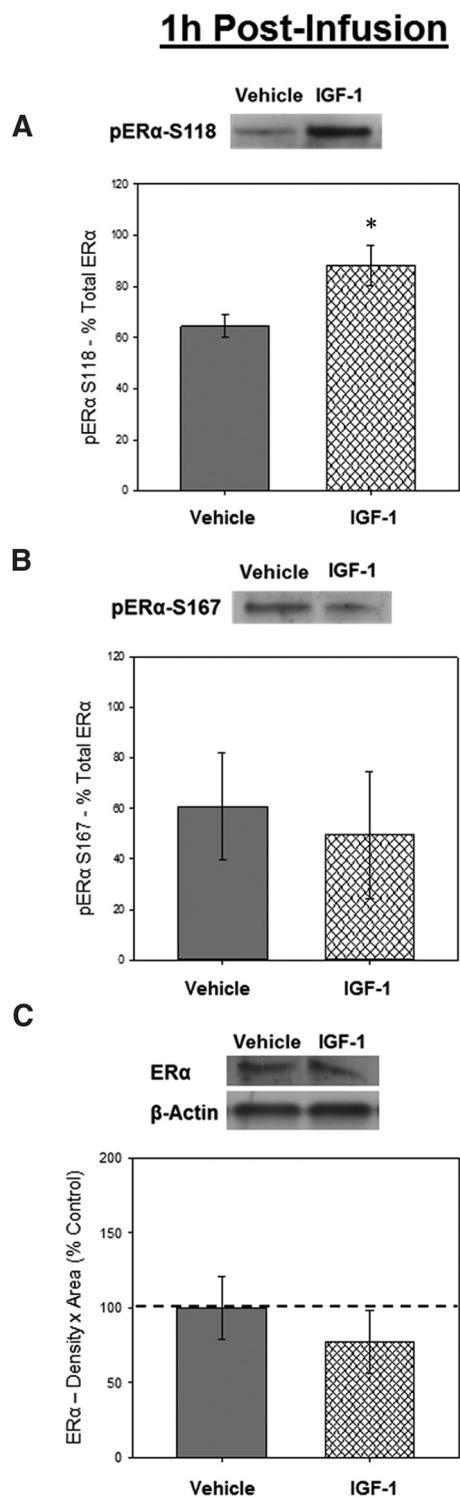 1h Post-Infusion
A
Vehicle IGF-1
pERα-S118
pERα S118 - % Total ERα
120
100
80
60
40
20
0
*
Vehicle IGF-1
B
Vehicle IGF-1
pERα-S167
pERα S167 - % Total ERα
120
100
80
60
40
20
0
Vehicle IGF-1
C
Vehicle IGF-1
ERα
β-Actin
ERα – Density x Area (% Control)
200
150
100
50
0
Vehicle IGF-1